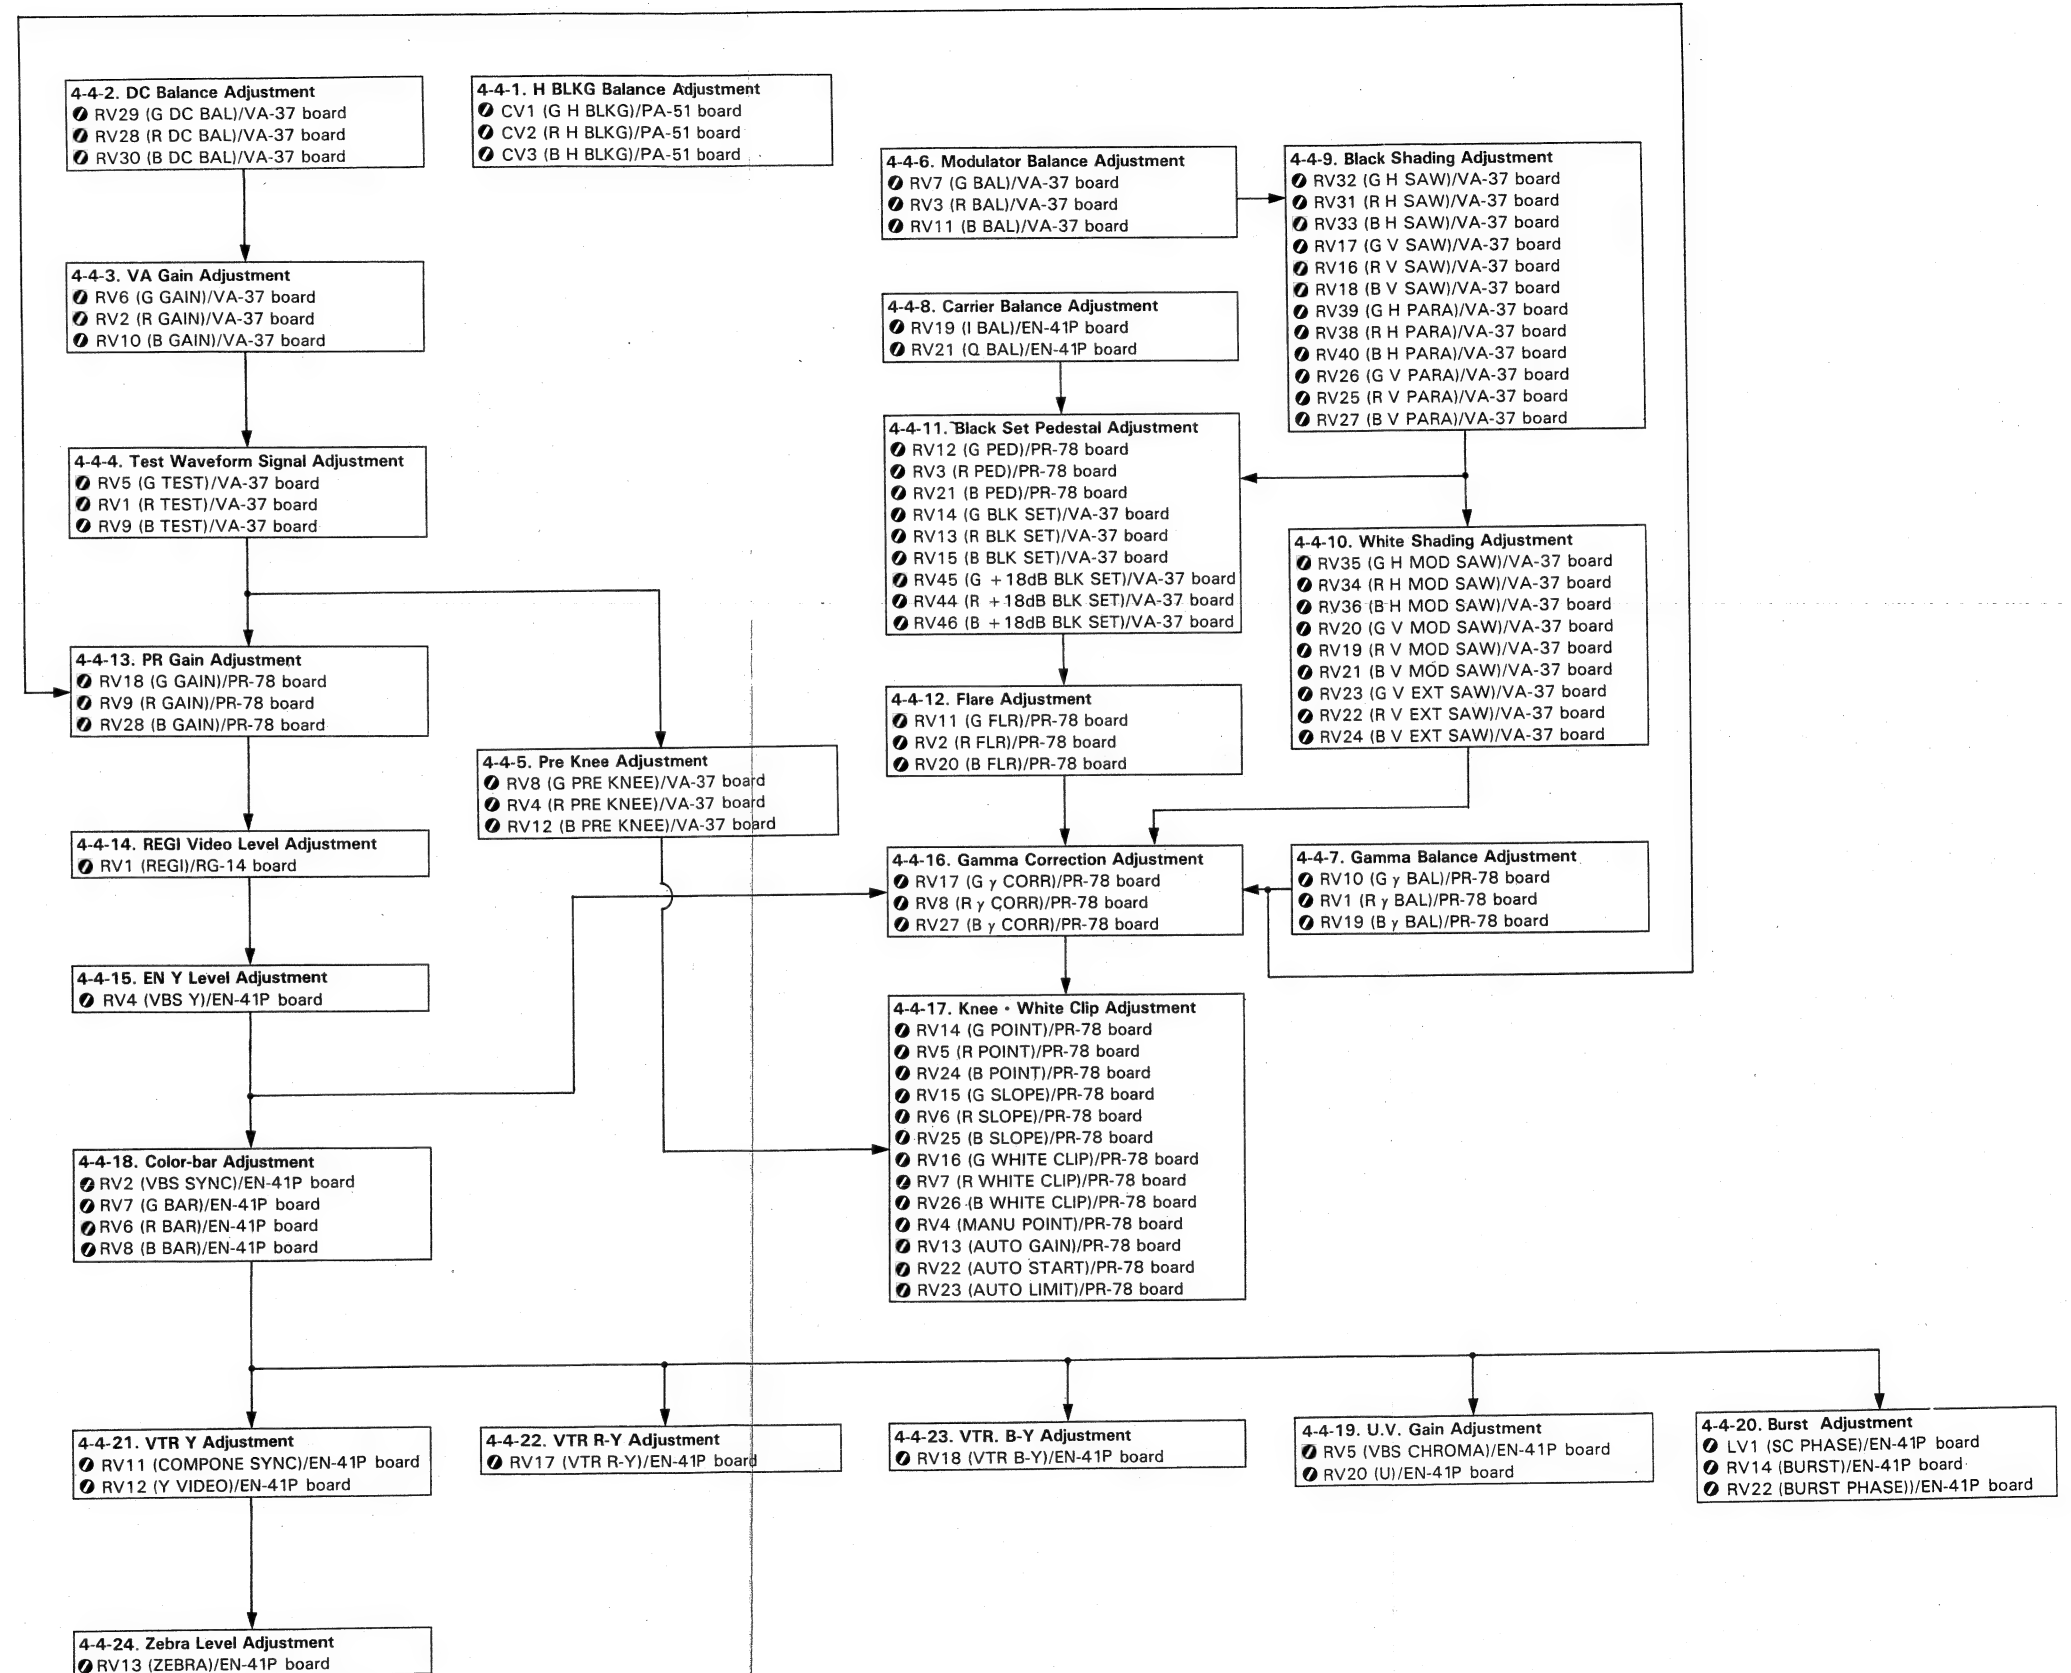 4-4-2. DC Balance Adjustment
RV29 (G DC BAL)/VA-37 board
RV28 (R DC BAL)/VA-37 board
RV30 (B DC BAL)/VA-37 board
4-4-1. H BLKG Balance Adjustment
CV1 (G H BLKG)/PA-51 board
CV2 (R H BLKG)/PA-51 board
CV3 (B H BLKG)/PA-51 board
4-4-6. Modulator Balance Adjustment
RV7 (G BAL)/VA-37 board
RV3 (R BAL)/VA-37 board
RV11 (B BAL)/VA-37 board
4-4-9. Black Shading Adjustment
RV32 (G H SAW)/VA-37 board
RV31 (R H SAW)/VA-37 board
RV33 (B H SAW)/VA-37 board
RV17 (G V SAW)/VA-37 board
RV16 (R V SAW)/VA-37 board
RV18 (B V SAW)/VA-37 board
RV39 (G H PARA)/VA-37 board
RV38 (R H PARA)/VA-37 board
RV40 (B H PARA)/VA-37 board
RV26 (G V PARA)/VA-37 board
RV25 (R V PARA)/VA-37 board
RV27 (B V PARA)/VA-37 board
4-4-3. VA Gain Adjustment
RV6 (G GAIN)/VA-37 board
RV2 (R GAIN)/VA-37 board
RV10 (B GAIN)/VA-37 board
4-4-8. Carrier Balance Adjustment
RV19 (I BAL)/EN-41P board
RV21 (Q BAL)/EN-41P board
4-4-11. Black Set Pedestal Adjustment
RV12 (G PED)/PR-78 board
RV3 (R PED)/PR-78 board
RV21 (B PED)/PR-78 board
RV14 (G BLK SET)/VA-37 board
RV13 (R BLK SET)/VA-37 board
RV15 (B BLK SET)/VA-37 board
RV45 (G +18dB BLK SET)/VA-37 board
RV44 (R +18dB BLK SET)/VA-37 board
RV46 (B +18dB BLK SET)/VA-37 board
4-4-4. Test Waveform Signal Adjustment
RV5 (G TEST)/VA-37 board
RV1 (R TEST)/VA-37 board
RV9 (B TEST)/VA-37 board
4-4-10. White Shading Adjustment
RV35 (G H MOD SAW)/VA-37 board
RV34 (R H MOD SAW)/VA-37 board
RV36 (B H MOD SAW)/VA-37 board
RV20 (G V MOD SAW)/VA-37 board
RV19 (R V MOD SAW)/VA-37 board
RV21 (B V MOD SAW)/VA-37 board
RV23 (G V EXT SAW)/VA-37 board
RV22 (R V EXT SAW)/VA-37 board
RV24 (B V EXT SAW)/VA-37 board
4-4-13. PR Gain Adjustment
RV18 (G GAIN)/PR-78 board
RV9 (R GAIN)/PR-78 board
RV28 (B GAIN)/PR-78 board
4-4-12. Flare Adjustment
RV11 (G FLR)/PR-78 board
RV2 (R FLR)/PR-78 board
RV20 (B FLR)/PR-78 board
4-4-5. Pre Knee Adjustment
RV8 (G PRE KNEE)/VA-37 board
RV4 (R PRE KNEE)/VA-37 board
RV12 (B PRE KNEE)/VA-37 board
4-4-14. REGI Video Level Adjustment
RV1 (REGI)/RG-14 board
4-4-16. Gamma Correction Adjustment
RV17 (G γ CORR)/PR-78 board
RV8 (R γ CORR)/PR-78 board
RV27 (B γ CORR)/PR-78 board
4-4-7. Gamma Balance Adjustment
RV10 (G γ BAL)/PR-78 board
RV1 (R γ BAL)/PR-78 board
RV19 (B γ BAL)/PR-78 board
4-4-15. EN Y Level Adjustment
RV4 (VBS Y)/EN-41P board
4-4-17. Knee • White Clip Adjustment
RV14 (G POINT)/PR-78 board
RV5 (R POINT)/PR-78 board
RV24 (B POINT)/PR-78 board
RV15 (G SLOPE)/PR-78 board
RV6 (R SLOPE)/PR-78 board
RV25 (B SLOPE)/PR-78 board
RV16 (G WHITE CLIP)/PR-78 board
RV7 (R WHITE CLIP)/PR-78 board
RV26 (B WHITE CLIP)/PR-78 board
RV4 (MANU POINT)/PR-78 board
RV13 (AUTO GAIN)/PR-78 board
RV22 (AUTO START)/PR-78 board
RV23 (AUTO LIMIT)/PR-78 board
4-4-18. Color-bar Adjustment
RV2 (VBS SYNC)/EN-41P board
RV7 (G BAR)/EN-41P board
RV6 (R BAR)/EN-41P board
RV8 (B BAR)/EN-41P board
4-4-21. VTR Y Adjustment
RV11 (COMPONE SYNC)/EN-41P board
RV12 (Y VIDEO)/EN-41P board
4-4-22. VTR R-Y Adjustment
RV17 (VTR R-Y)/EN-41P board
4-4-23. VTR. B-Y Adjustment
RV18 (VTR B-Y)/EN-41P board
4-4-19. U.V. Gain Adjustment
RV5 (VBS CHROMA)/EN-41P board
RV20 (U)/EN-41P board
4-4-20. Burst Adjustment
LV1 (SC PHASE)/EN-41P board
RV14 (BURST)/EN-41P board
RV22 (BURST PHASE))/EN-41P board
4-4-24. Zebra Level Adjustment
RV13 (ZEBRA)/EN-41P board